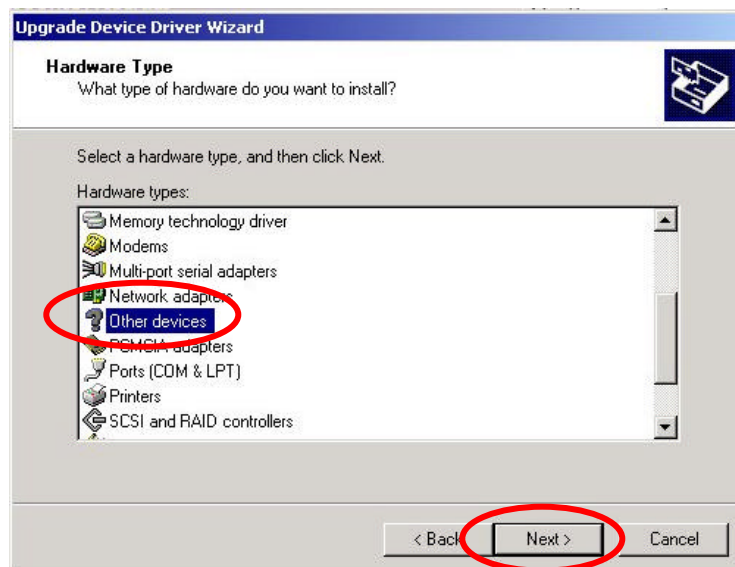 Upgrade Device Driver Wizard
Hardware Type
What type of hardware do you want to install?
Select a hardware type, and then click Next.
Hardware types:
Memory technology driver
Modems
Multi-port serial adapters
Network adapters
Other devices
PCMCIA adapters
Ports (COM & LPT)
Printers
SCSI and RAID controllers
< Back
Next >
Cancel